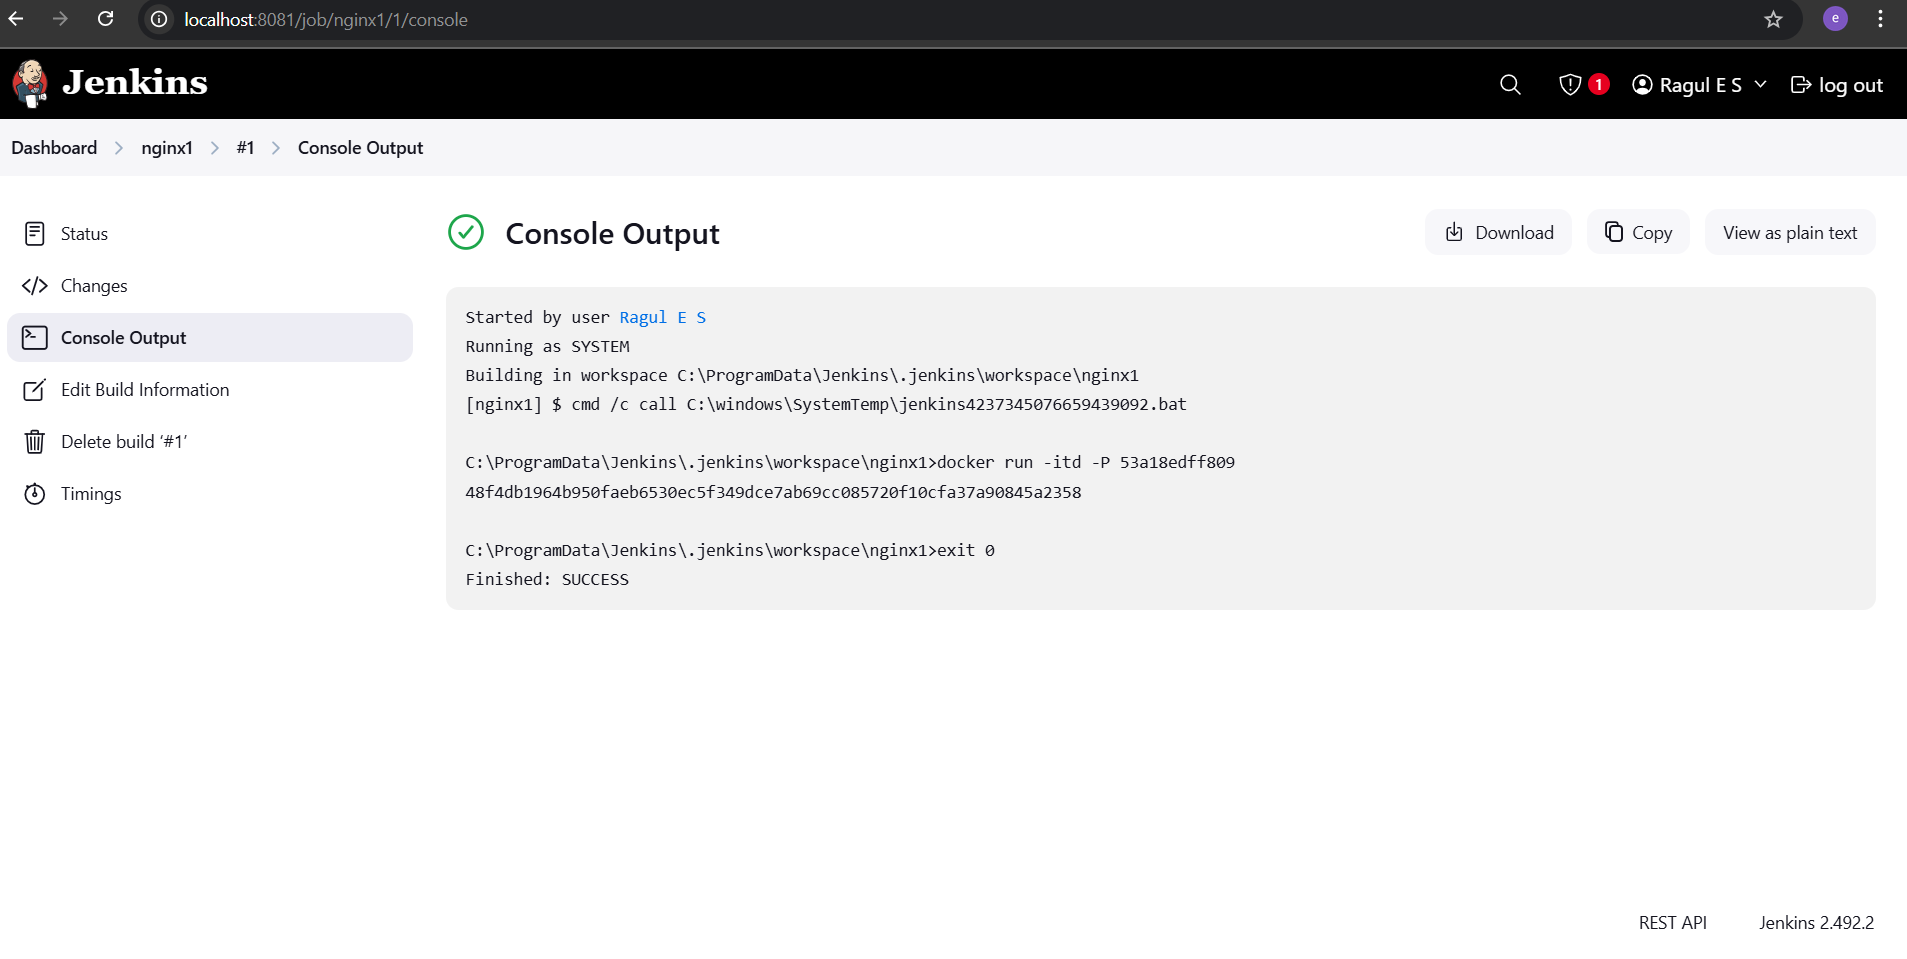 localhost:8081/job/nginx1/1/console
e
Jenkins
1
Ragul E S
log out
Dashboard
nginx1
#1
Console Output
Status
Changes
Console Output
Edit Build Information
Delete build ‘#1’
Timings
Console Output
Download
Copy
View as plain text
Started by user Ragul E S
Running as SYSTEM
Building in workspace C:\ProgramData\Jenkins\.jenkins\workspace\nginx1
[nginx1] $ cmd /c call C:\windows\SystemTemp\jenkins4237345076659439092.bat
C:\ProgramData\Jenkins\.jenkins\workspace\nginx1>docker run -itd -P 53a18edff809
48f4db1964b950faeb6530ec5f349dce7ab69cc085720f10cfa37a90845a2358
C:\ProgramData\Jenkins\.jenkins\workspace\nginx1>exit 0
Finished: SUCCESS
REST API
Jenkins 2.492.2